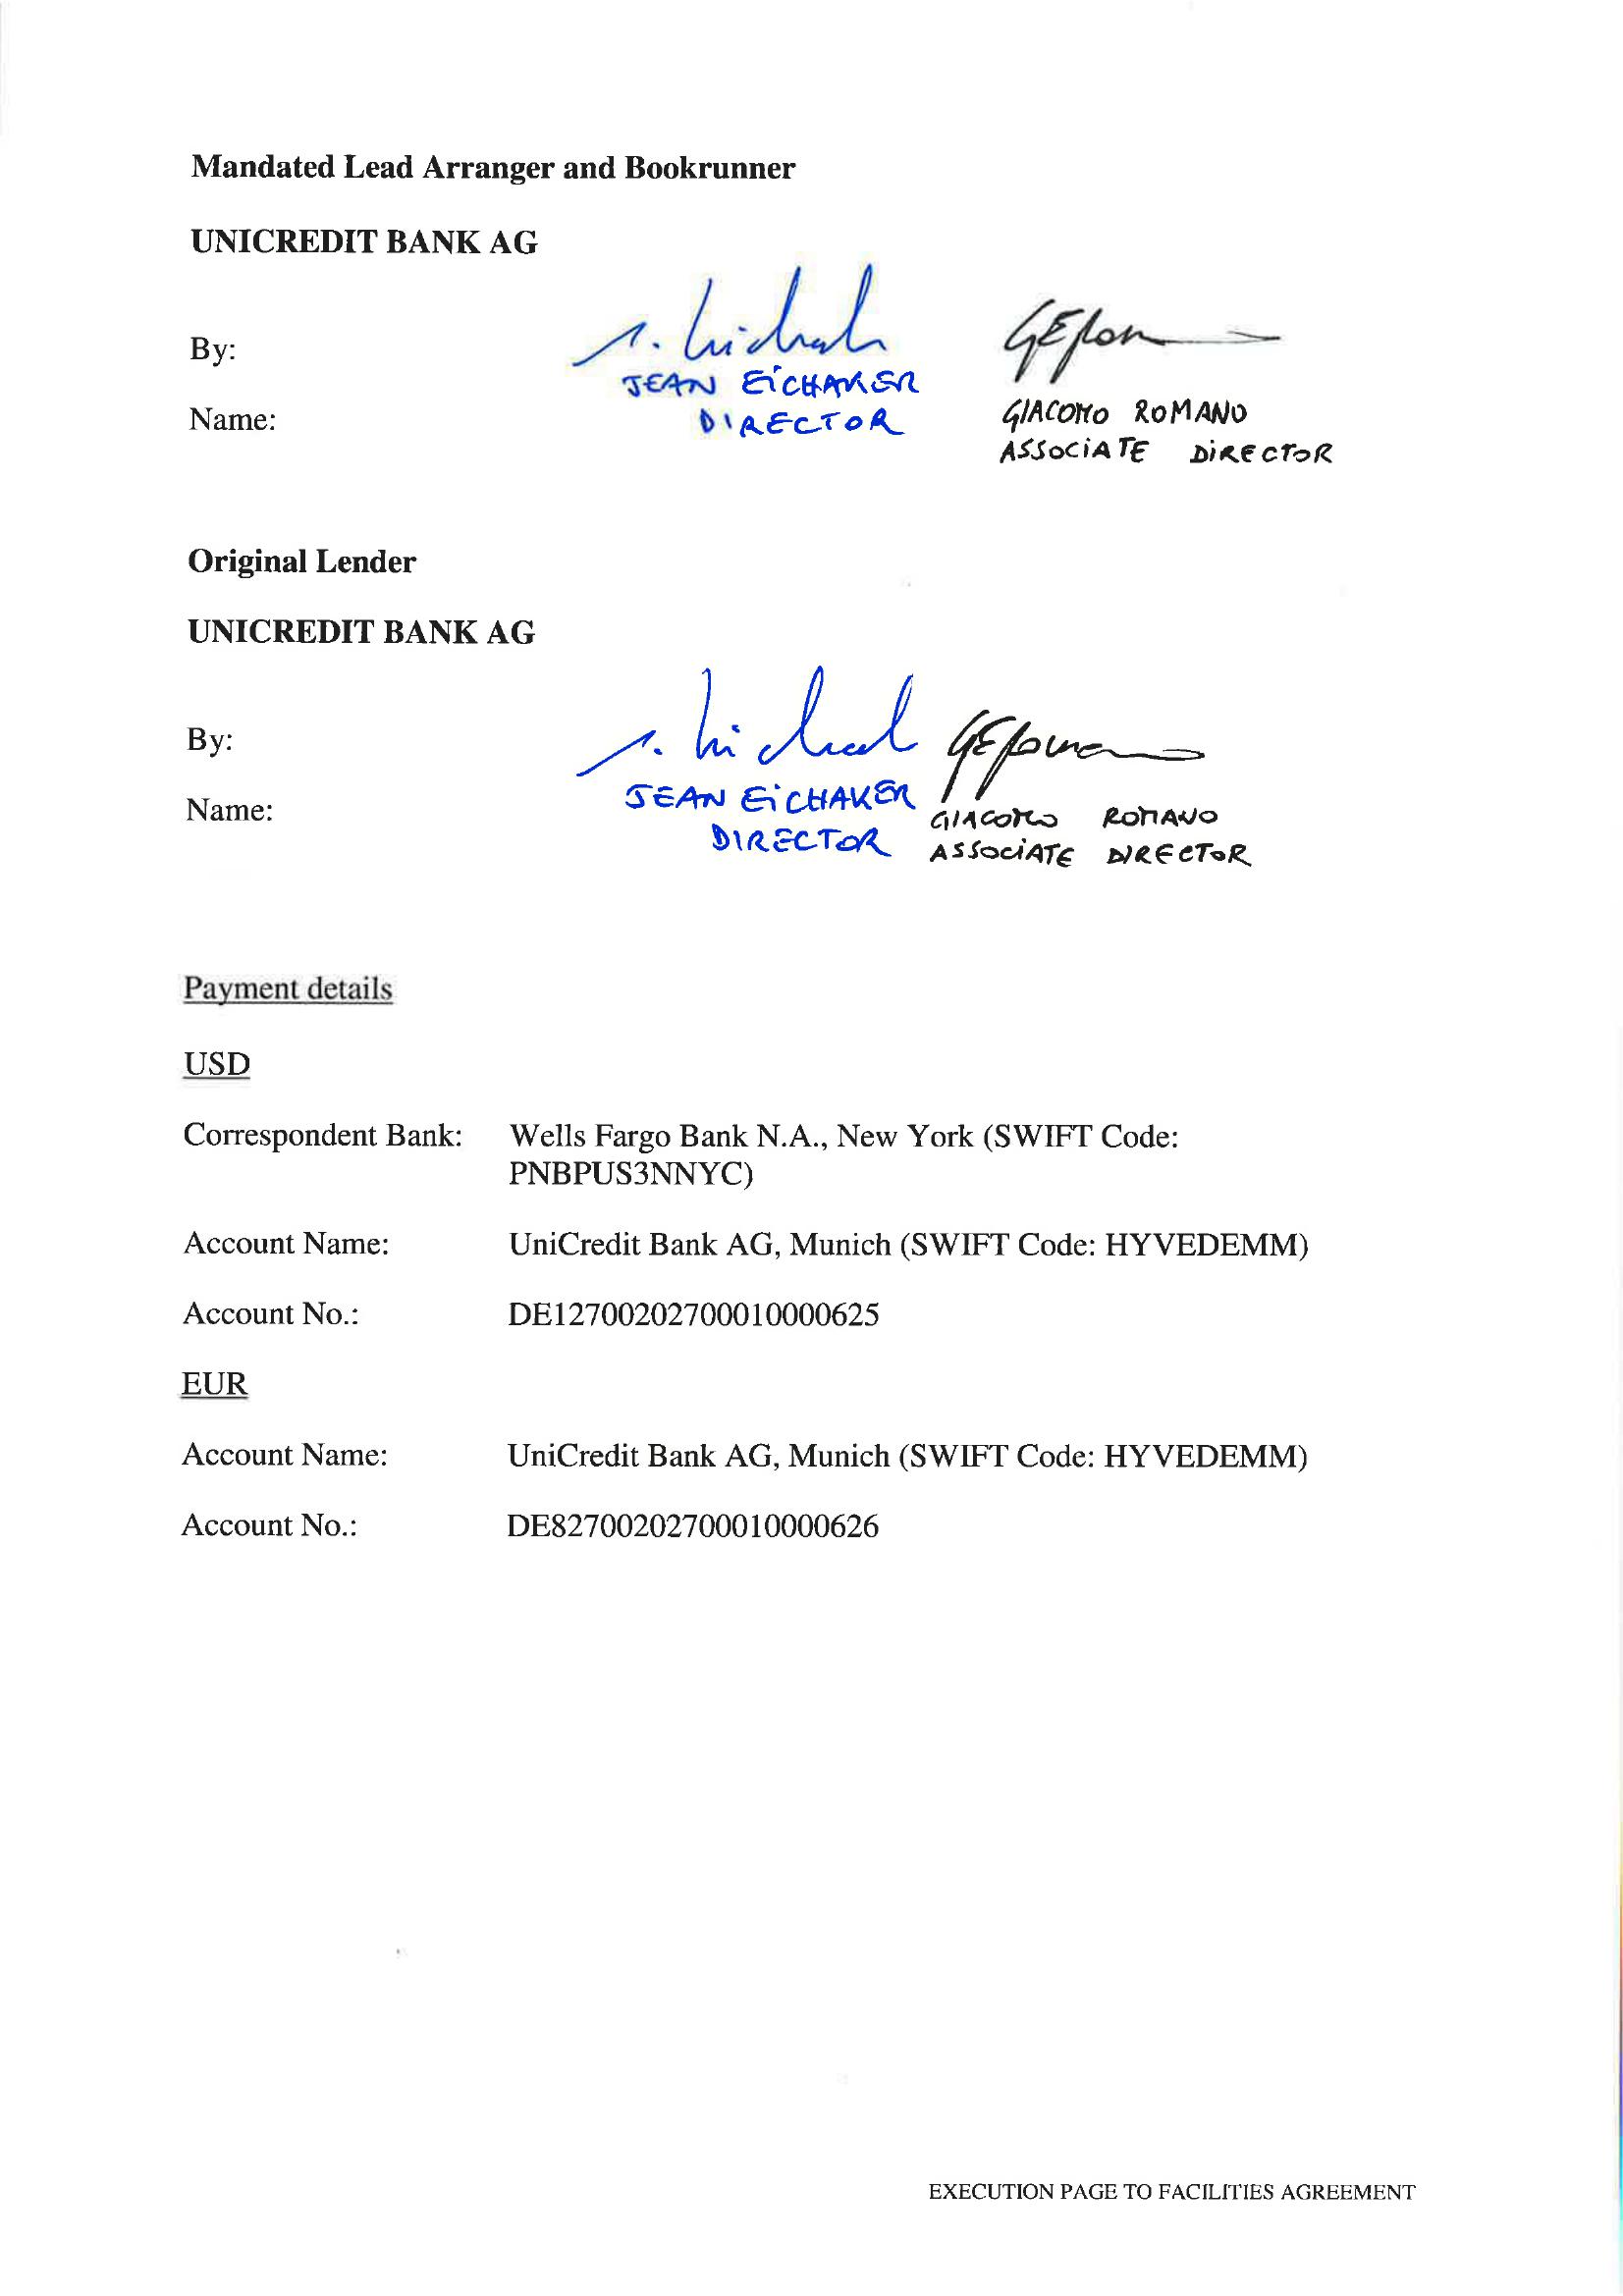 Mandated Lead Arranger and Bookrunner
UNICREDIT BANK AG
By:
JEAN EICHAKER
DIRECTOR
Name:
GIACOMO ROMANO
ASSOCIATE DIRECTOR
Original Lender
UNICREDIT BANK AG
By:
Name:
JEAN EICHAKER
DIRECTOR
GIACOMO ROMANO
ASSOCIATE DIRECTOR
Payment details
USD
Correspondent Bank: Wells Fargo Bank N.A., New York (SWIFT Code:
PNBPUS3NNYC)
Account Name: UniCredit Bank AG, Munich (SWIFT Code: HYVEDEMM)
Account No.: DE12700202700010000625
EUR
Account Name: UniCredit Bank AG, Munich (SWIFT Code: HYVEDEMM)
Account No.: DE82700202700010000626
EXECUTION PAGE TO FACILITIES AGREEMENT